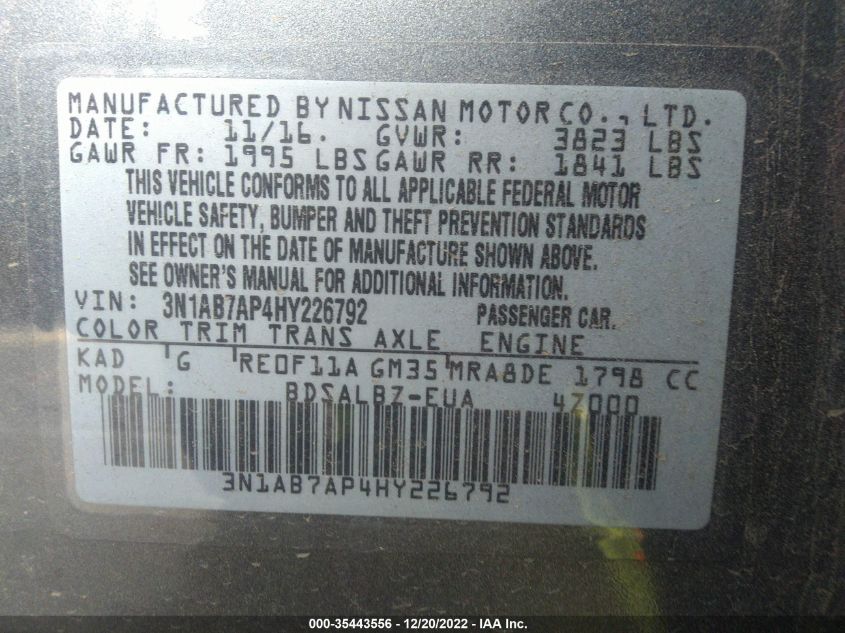 MANUFACTURED BY NISSAN MOTOR CO., LTD.
DATE: 11/16. GVWR: 3823 LBS
GAWR FR: 1995 LBS GAWR RR: 1841 LBS
THIS VEHICLE CONFORMS TO ALL APPLICABLE FEDERAL MOTOR
VEHICLE SAFETY, BUMPER AND THEFT PREVENTION STANDARDS
IN EFFECT ON THE DATE OF MANUFACTURE SHOWN ABOVE.
SEE OWNER'S MANUAL FOR ADDITIONAL INFORMATION.
VIN: 3N1AB7AP4HY226792 PASSENGER CAR.
COLOR TRIM TRANS AXLE ENGINE
KAD G RE0F11A GM35 MRA8DE 1798 CC
MODEL: BDSALBZ-EUA 4Z000
3N1AB7AP4HY226792
000-35443556 - 12/20/2022 - IAA Inc.